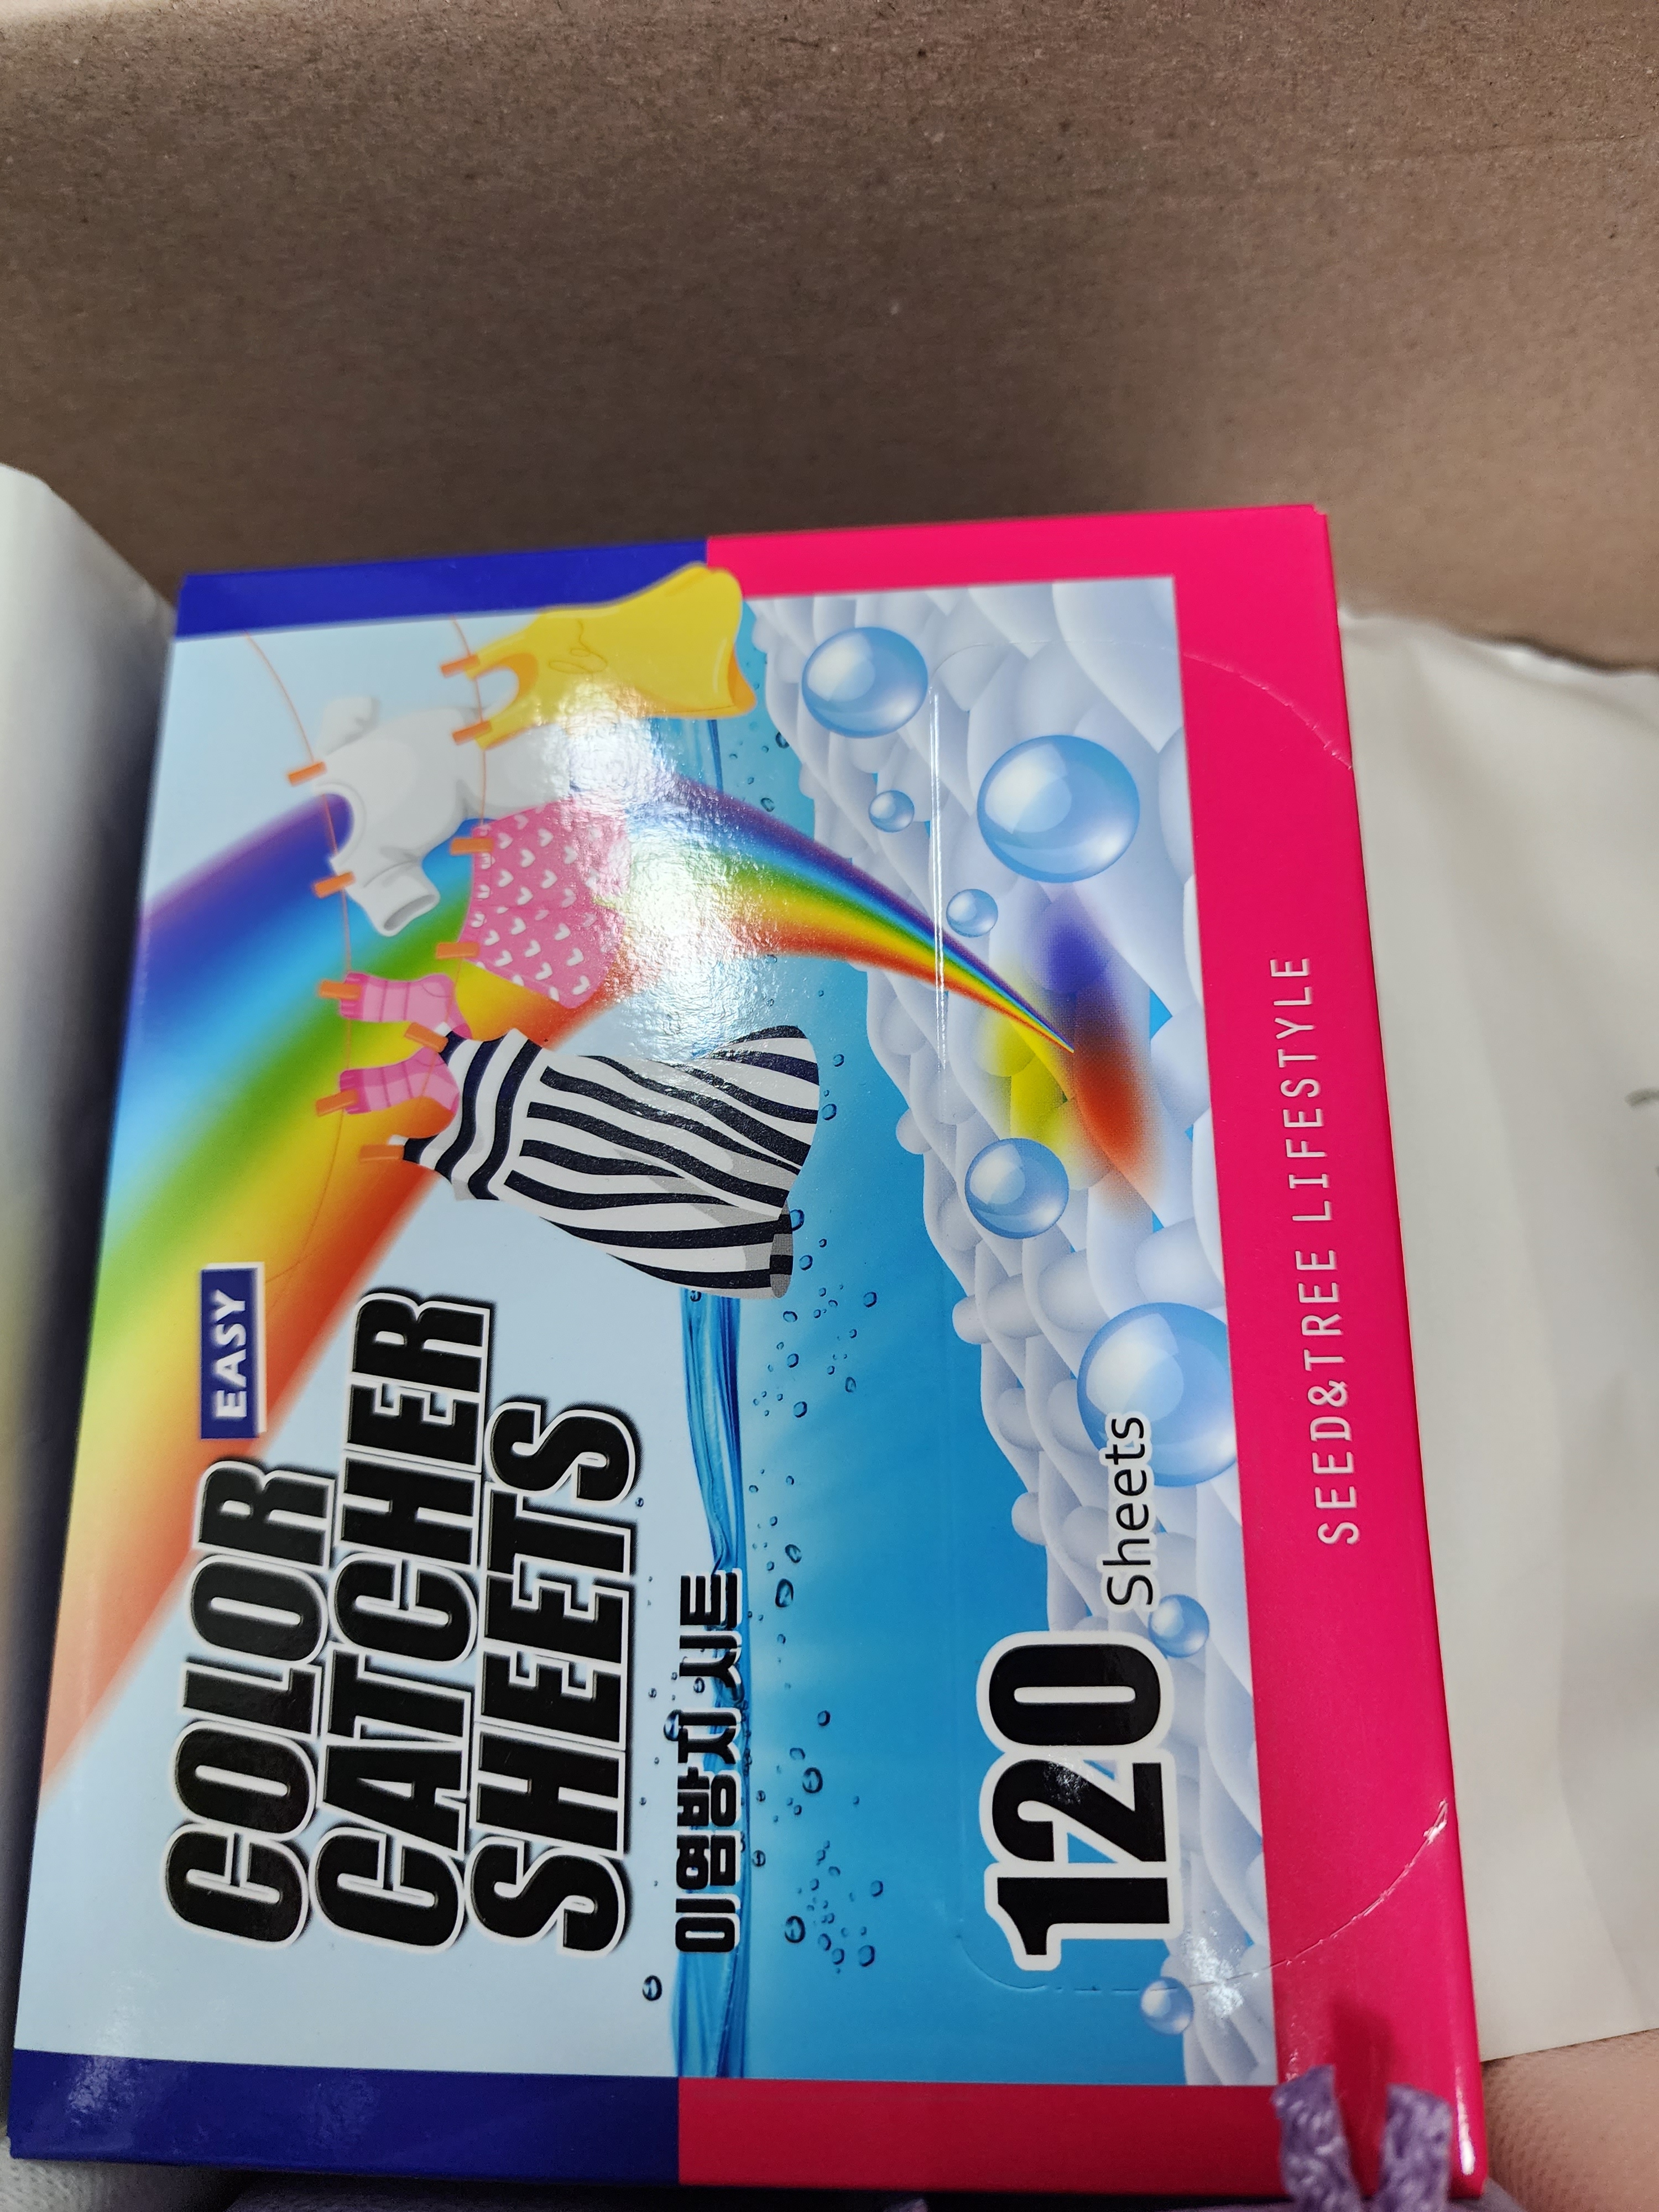 EASY
COLOR
CATCHER
SHEETS
이염방지 시트
120 Sheets
SEED&TREE LIFESTYLE